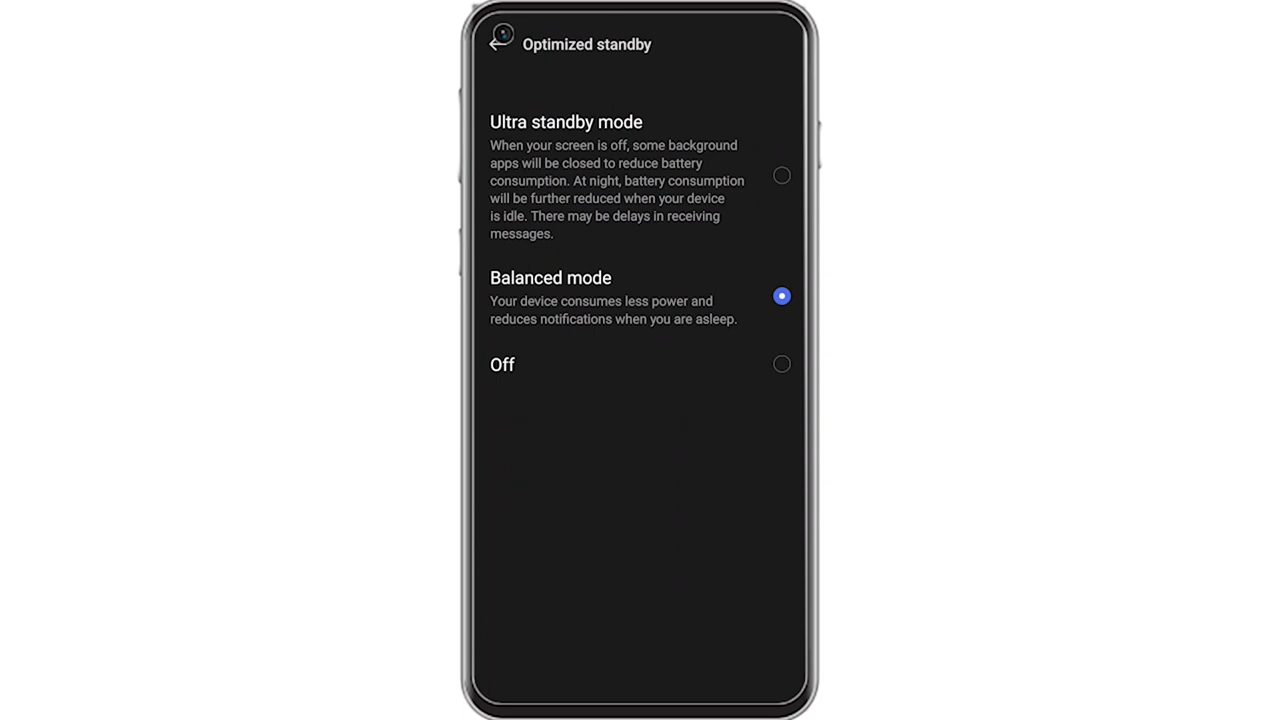 Optimized standby
Ultra standby mode
When your screen is off, some background
apps will be closed to reduce battery
consumption. At night, battery consumption
will be further reduced when your device
is idle. There may be delays in receiving
messages.
Balanced mode
Your device consumes less power and
reduces notifications when you are asleep.
Off